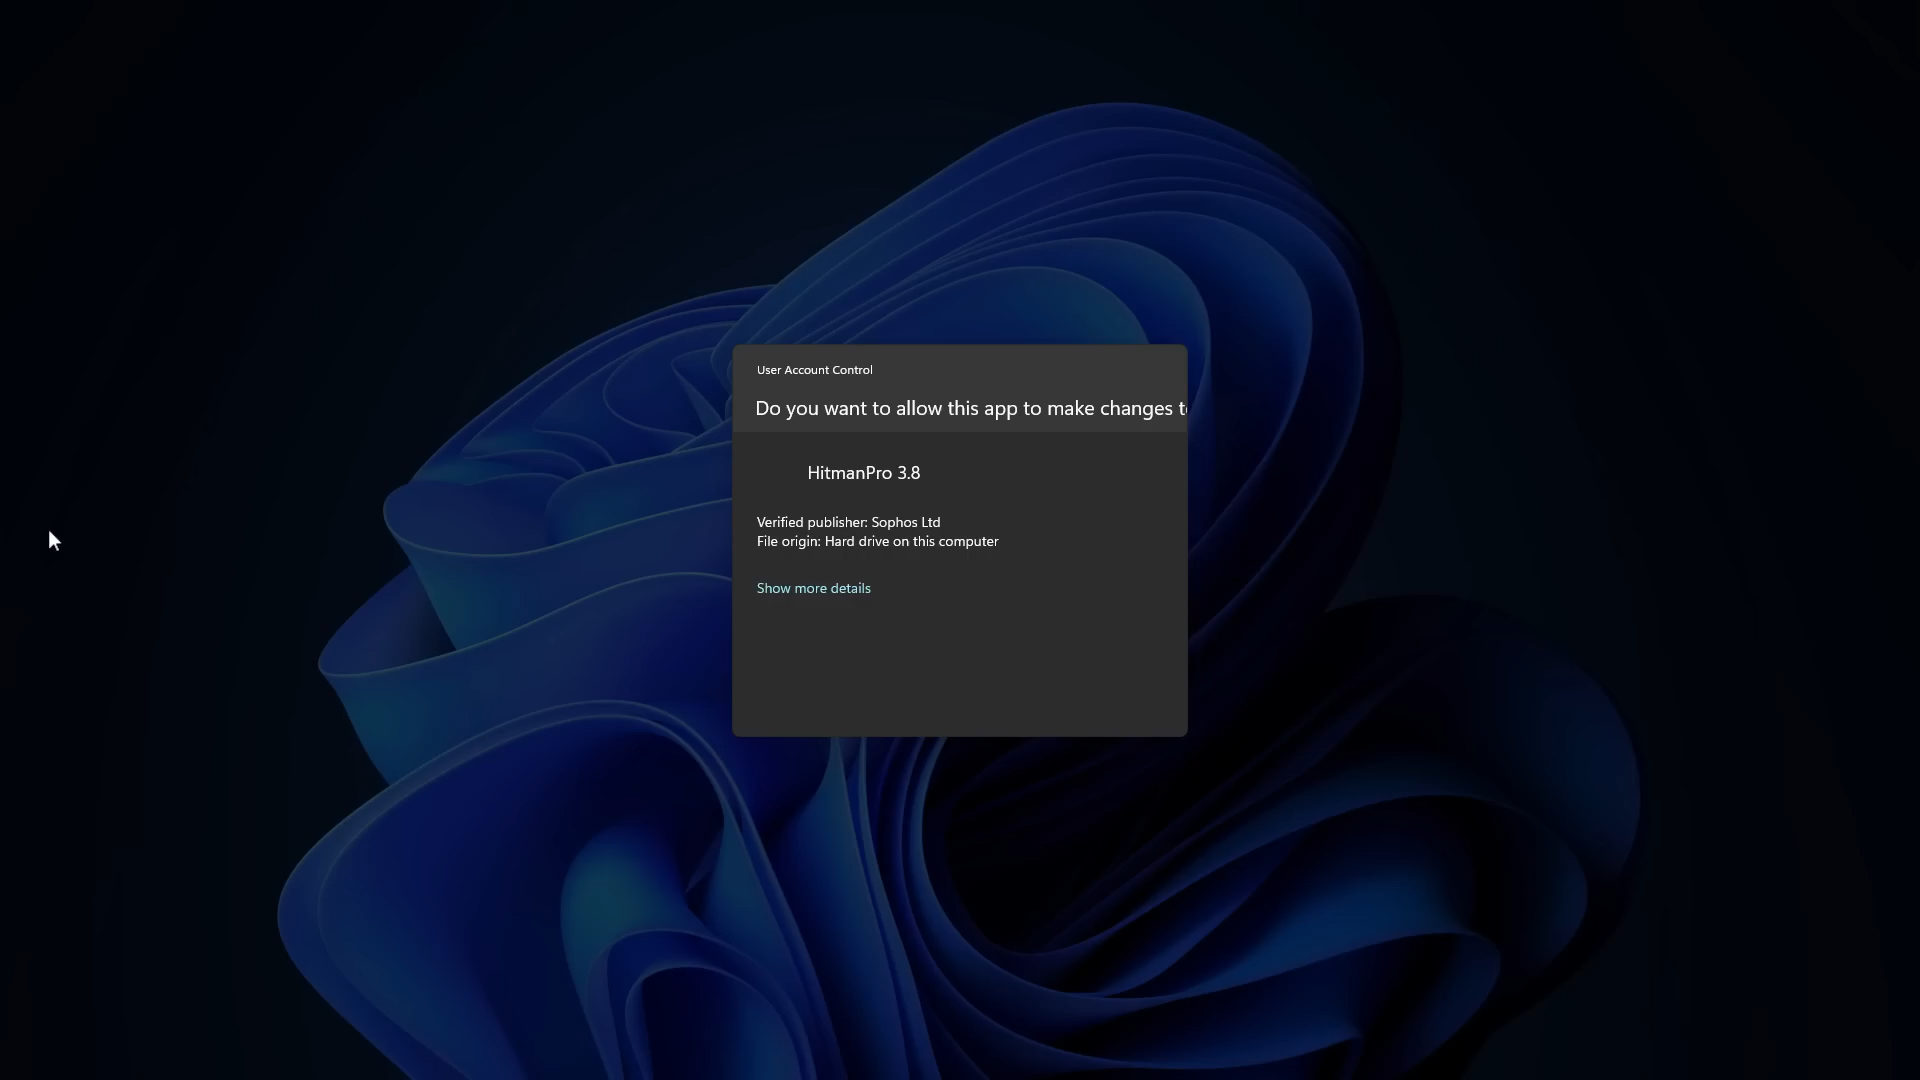 User Account Control
Do you want to allow this app to make changes t
HitmanPro 3.8
Verified publisher: Sophos Ltd
File origin: Hard drive on this computer
Show more details